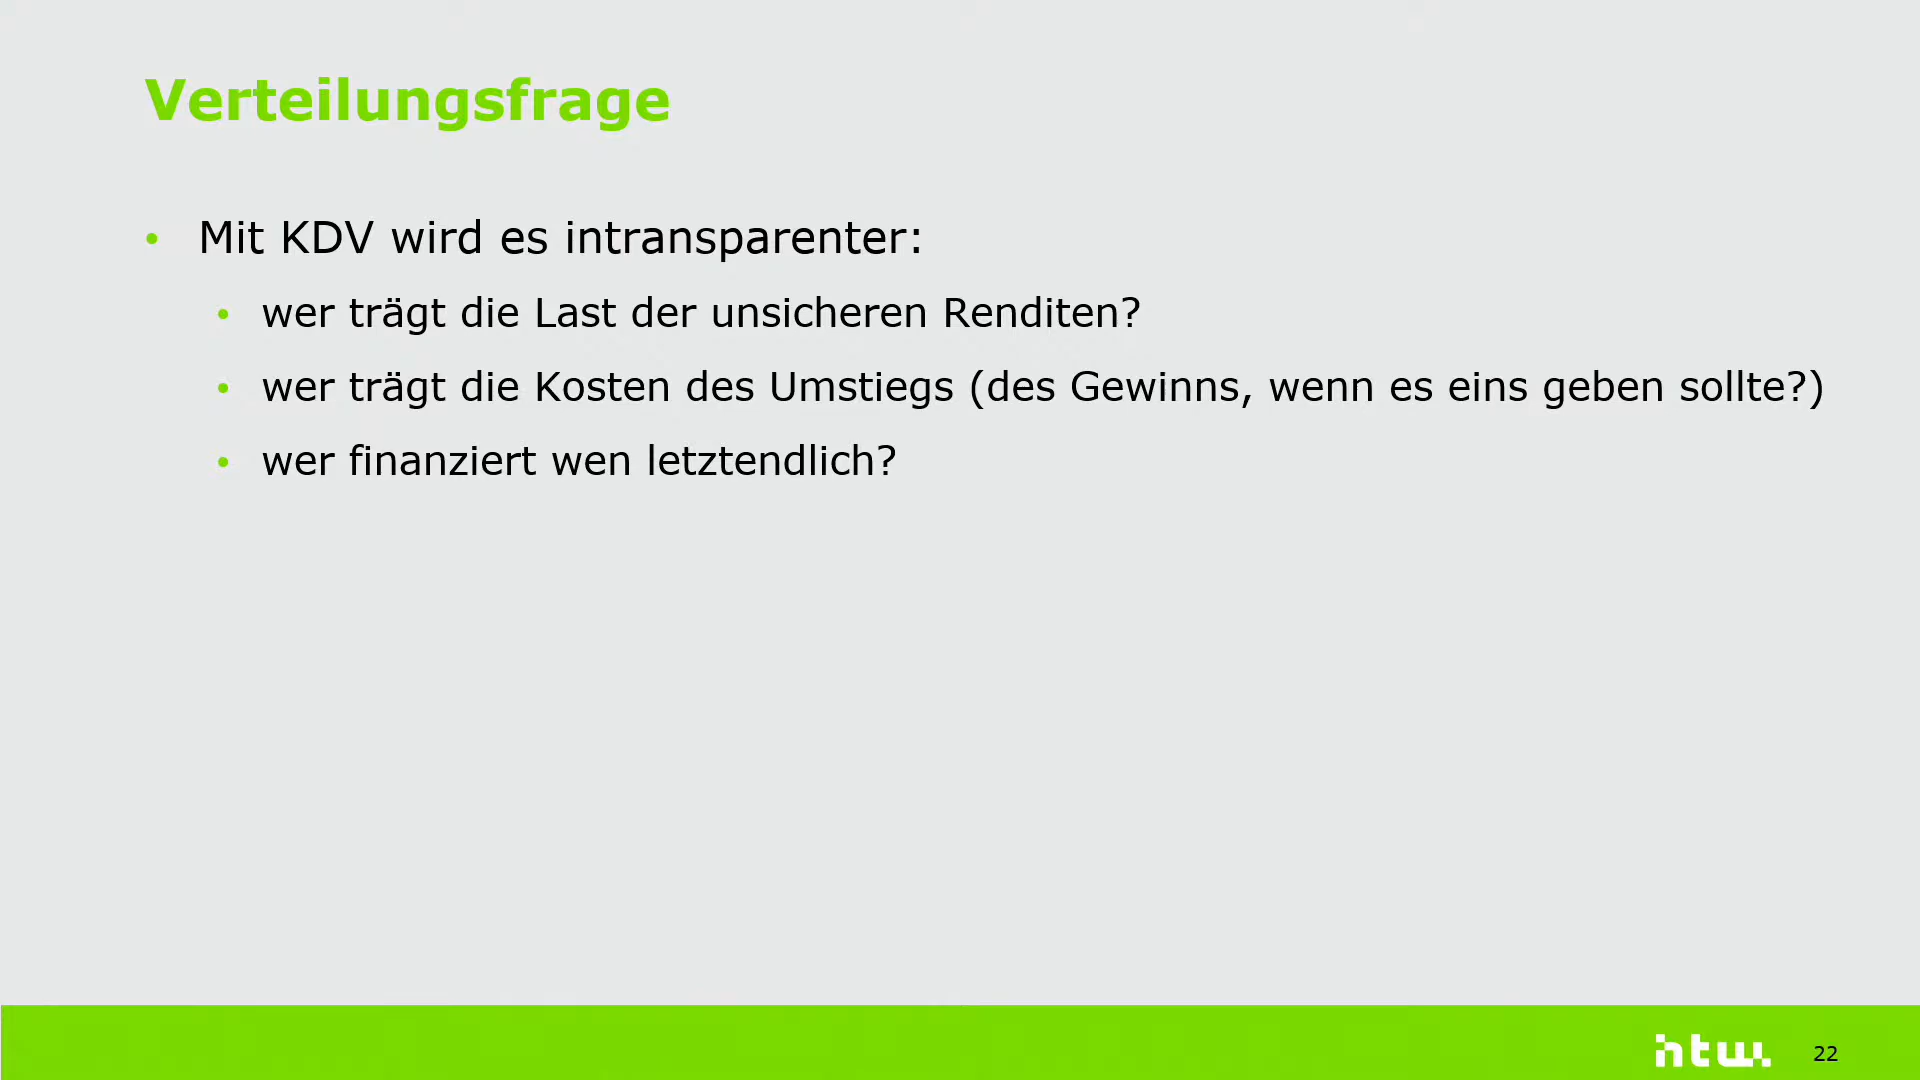 Verteilungsfrage
• Mit KDV wird es intransparenter:
• wer trägt die Last der unsicheren Renditen?
• wer trägt die Kosten des Umstiegs (des Gewinns, wenn es eins geben sollte?)
• wer finanziert wen letztendlich?
htw.
22